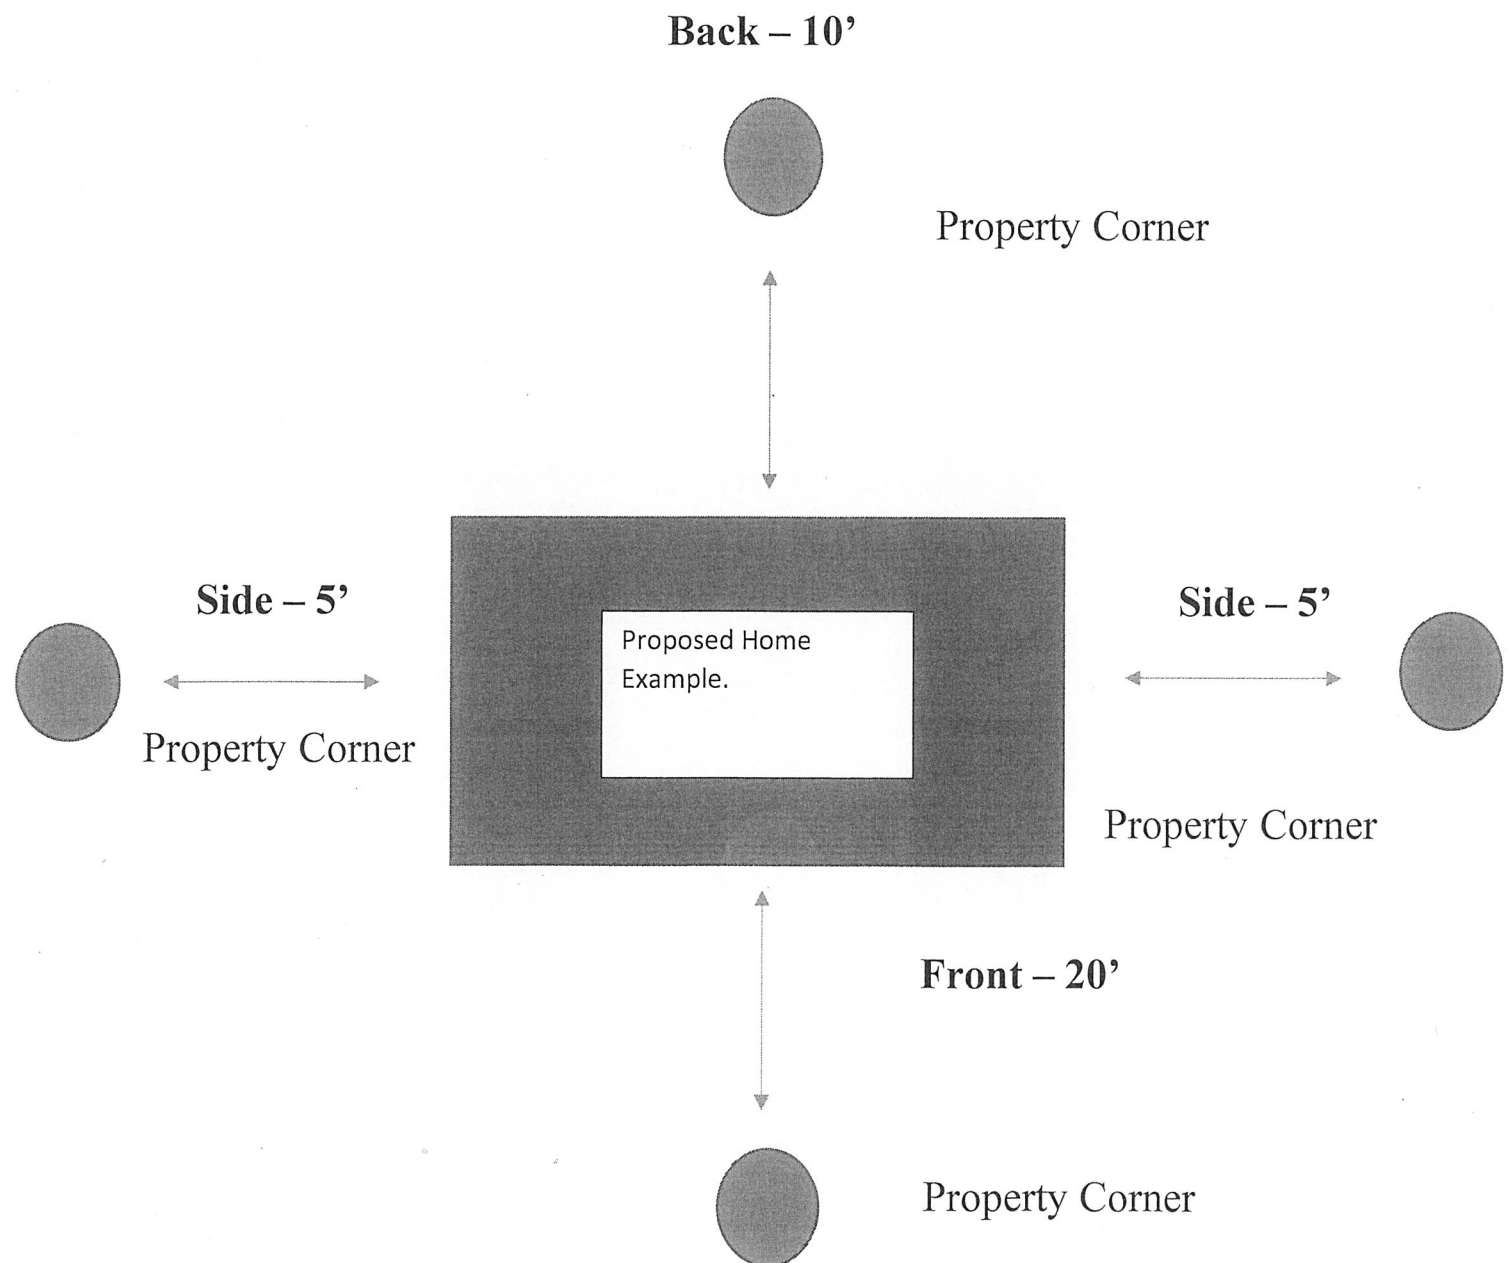 Back – 10’
Property Corner
Side – 5’
Side – 5’
Proposed Home
Example.
Property Corner
Property Corner
Front – 20’
Property Corner